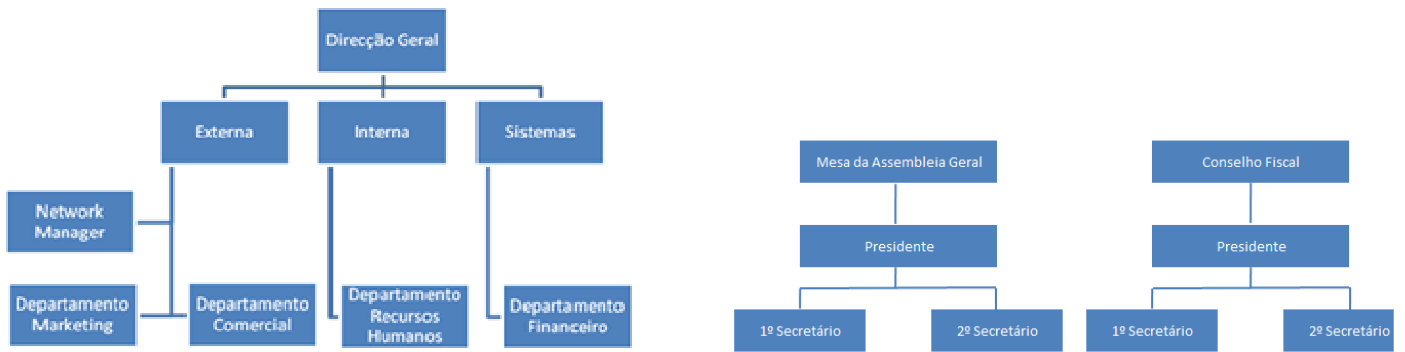 Direcção Geral
Externa
Interna
Sistemas
Network
Manager
Departamento
Marketing
Departamento
Comercial
Departamento
Recursos
Humanos
Departamento
Financeiro
Mesa da Assembleia Geral
Presidente
1º Secretário
2º Secretário
Conselho Fiscal
Presidente
1º Secretário
2º Secretário